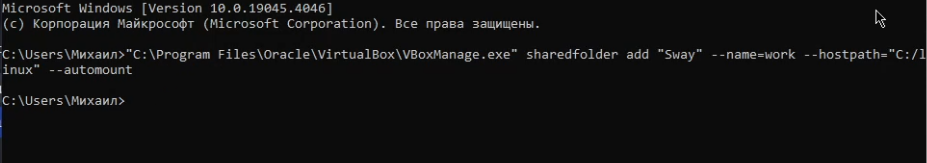 Microsoft Windows [Version 10.0.19045.4046]
(c) Корпорация Майкрософт (Microsoft Corporation). Все права защищены.
C:\Users\Михаил>"C:\Program Files\Oracle\VirtualBox\VBoxManage.exe" sharedfolder add "Sway" --name=work --hostpath="C:/l
inux" --automount
C:\Users\Михаил>